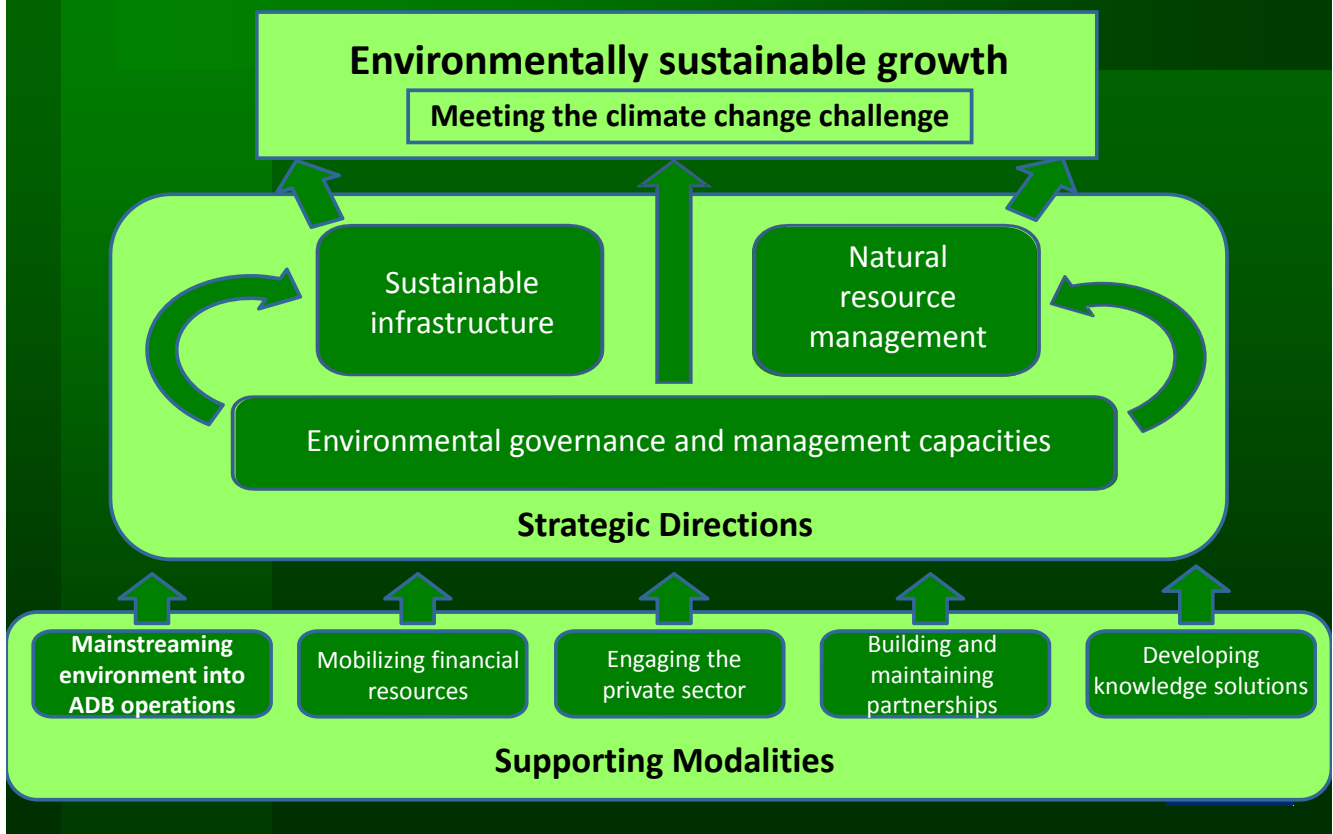 Environmentally sustainable growth
Meeting the climate change challenge
Sustainable
infrastructure
Natural
resource
management
Environmental governance and management capacities
Strategic Directions
Mainstreaming
environment into
ADB operations
Mobilizing financial
resources
Engaging the
private sector
Building and
maintaining
partnerships
Developing
knowledge solutions
Supporting Modalities